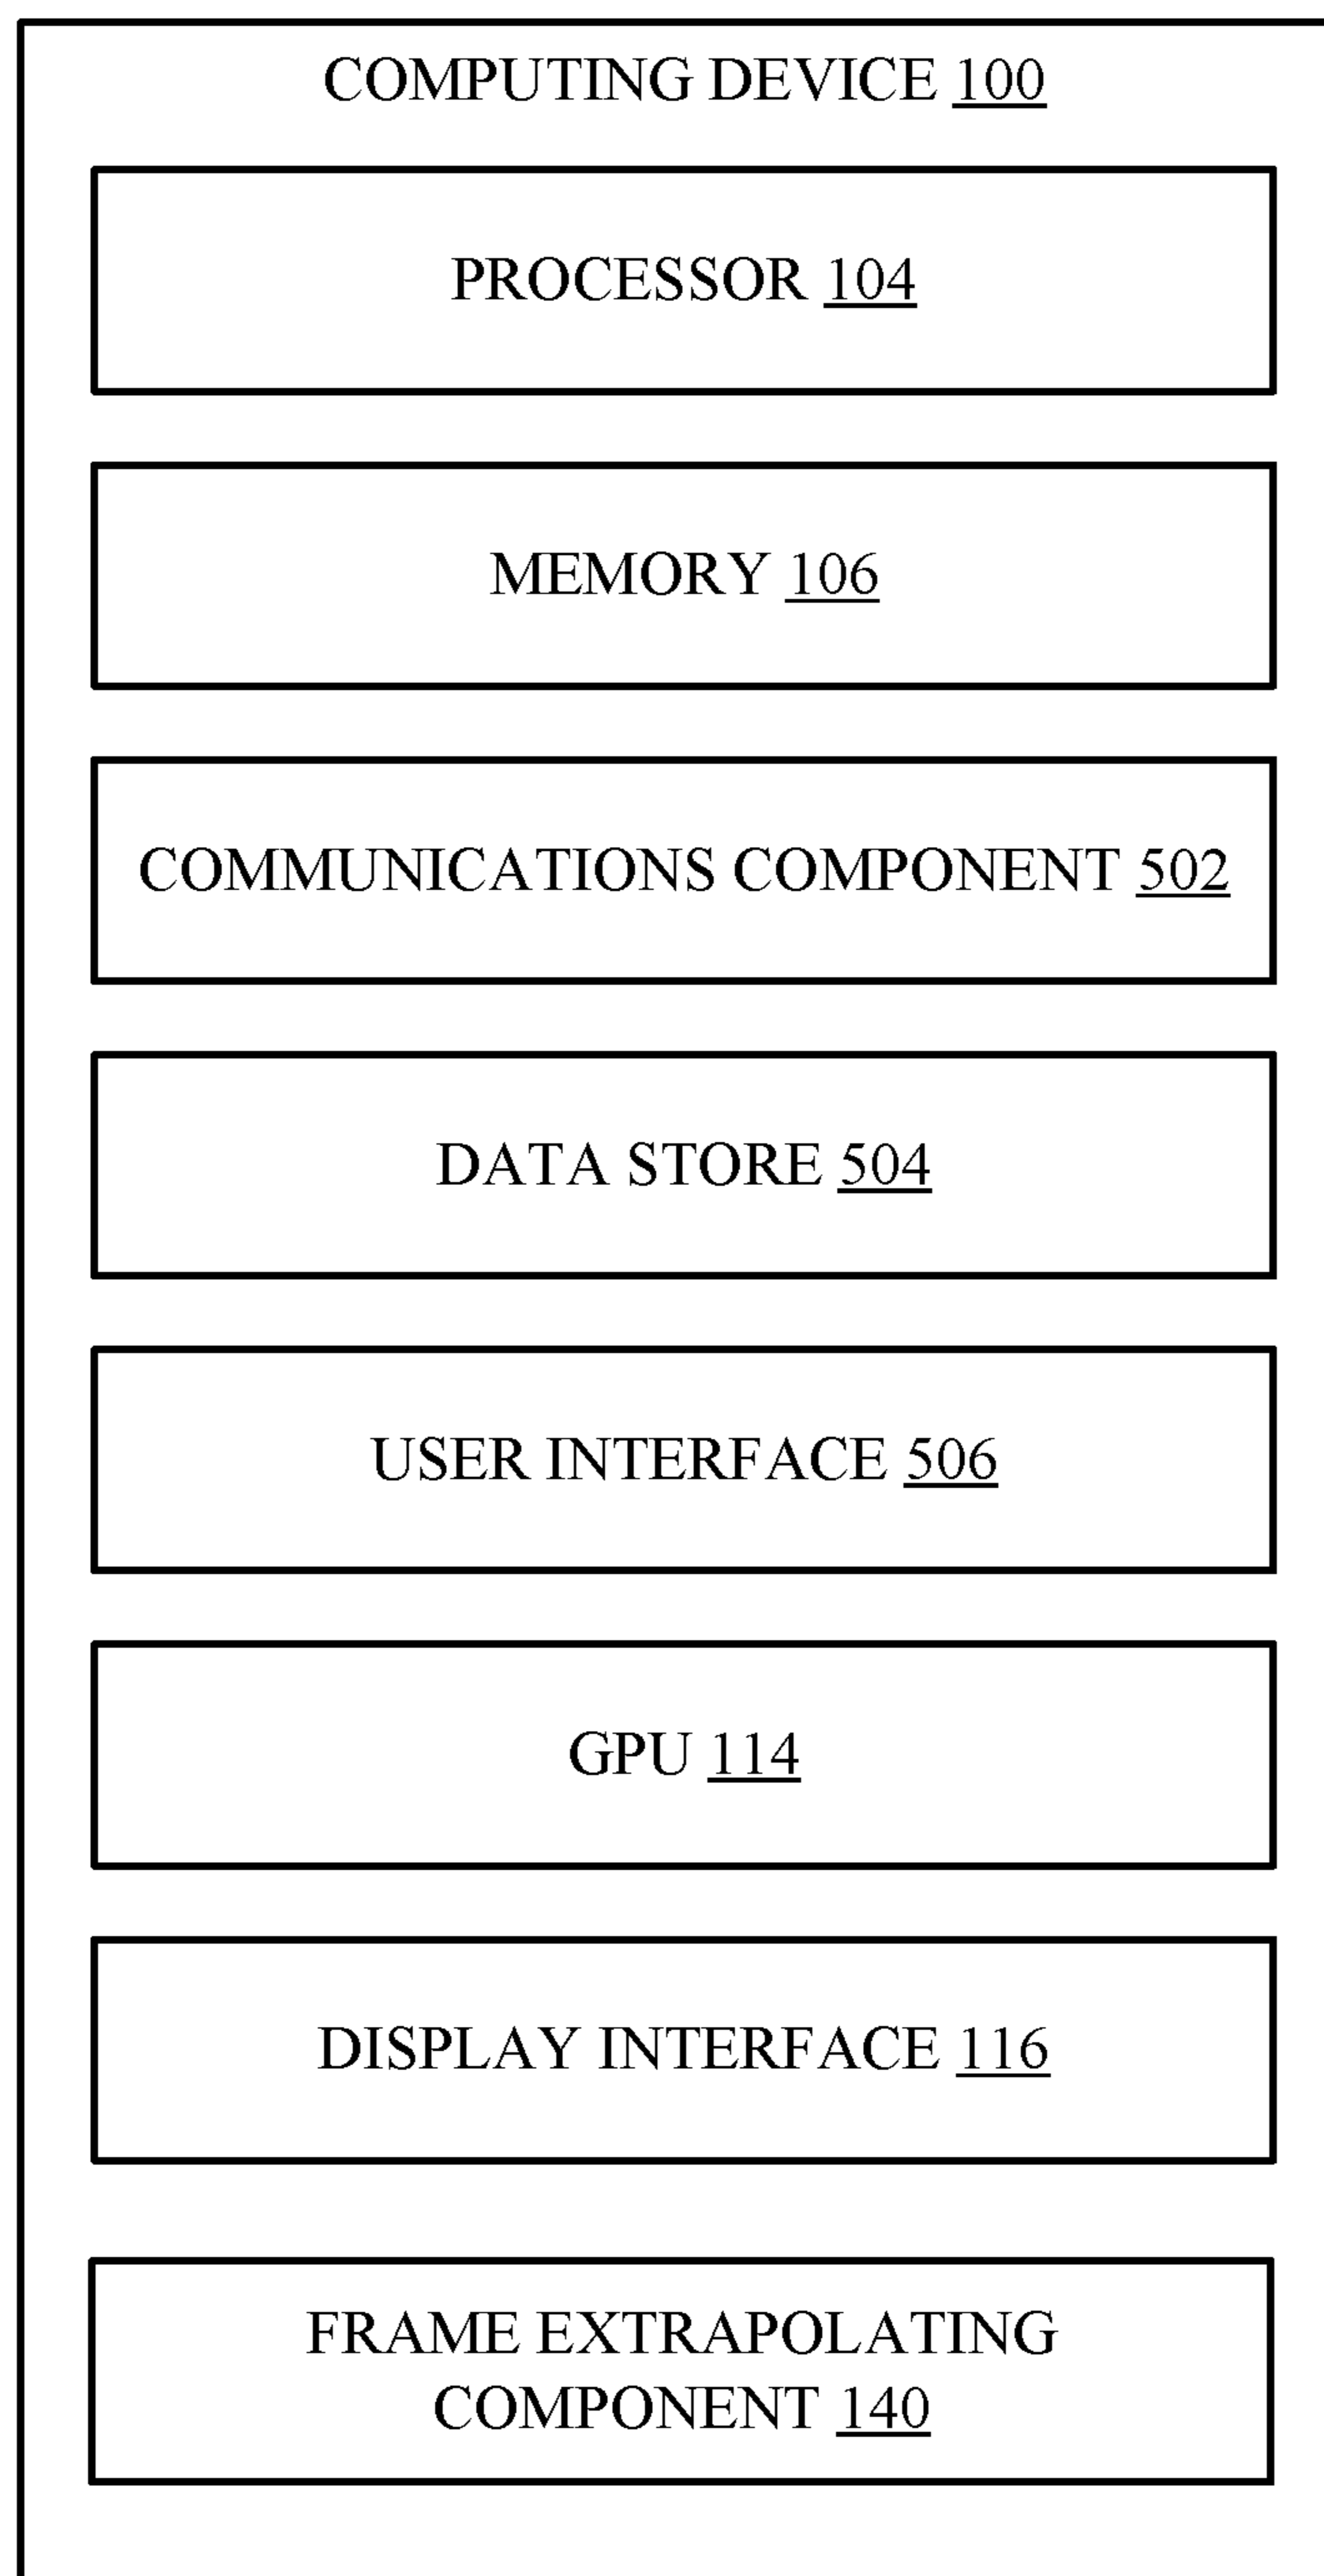 COMPUTING DEVICE 100
PROCESSOR 104
MEMORY 106
COMMUNICATIONS COMPONENT 502
DATA STORE 504
USER INTERFACE 506
GPU 114
DISPLAY INTERFACE 116
FRAME EXTRAPOLATING
COMPONENT 140